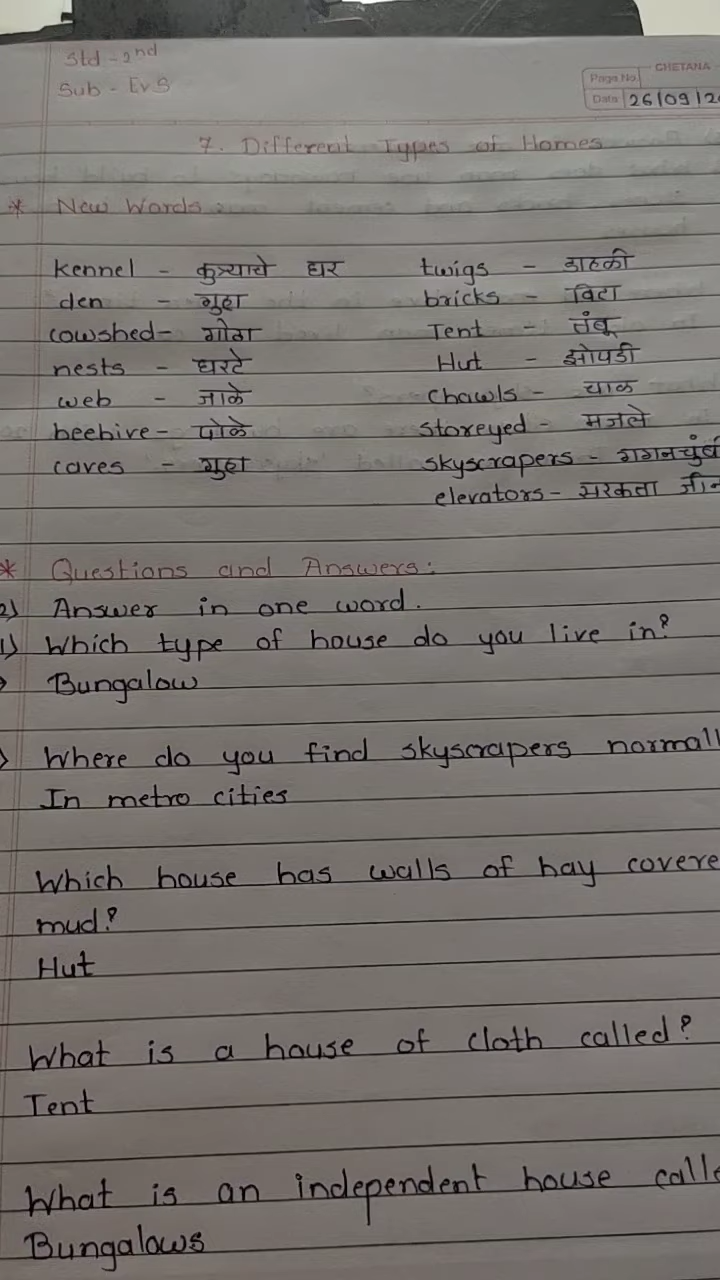 Std - 2nd
Sub - EVS
CHETANA
Page No
Date 26/09/2
7. Different Types of Homes
* New Words:
kennel - कुत्र्याचे घर twigs - डाहळी
den - गुहा bricks - विटा
cowshed - गोठा Tent - तंबू
nests - घरटे Hut - झोपडी
web - जाळे Chawls - चाळ
beehive - पोळे storeyed - मजले
caves - गुहा skyscrapers - गगनचुंबी
elevators - सरकता
* Questions and Answers:
2) Answer in one word.
1) Which type of house do you live in?
Bungalow
Where do you find skyscrapers normall
In metro cities
Which house has walls of hay covere
mud?
Hut
What is a house of cloth called?
Tent
What is an independent house calle
Bungalows